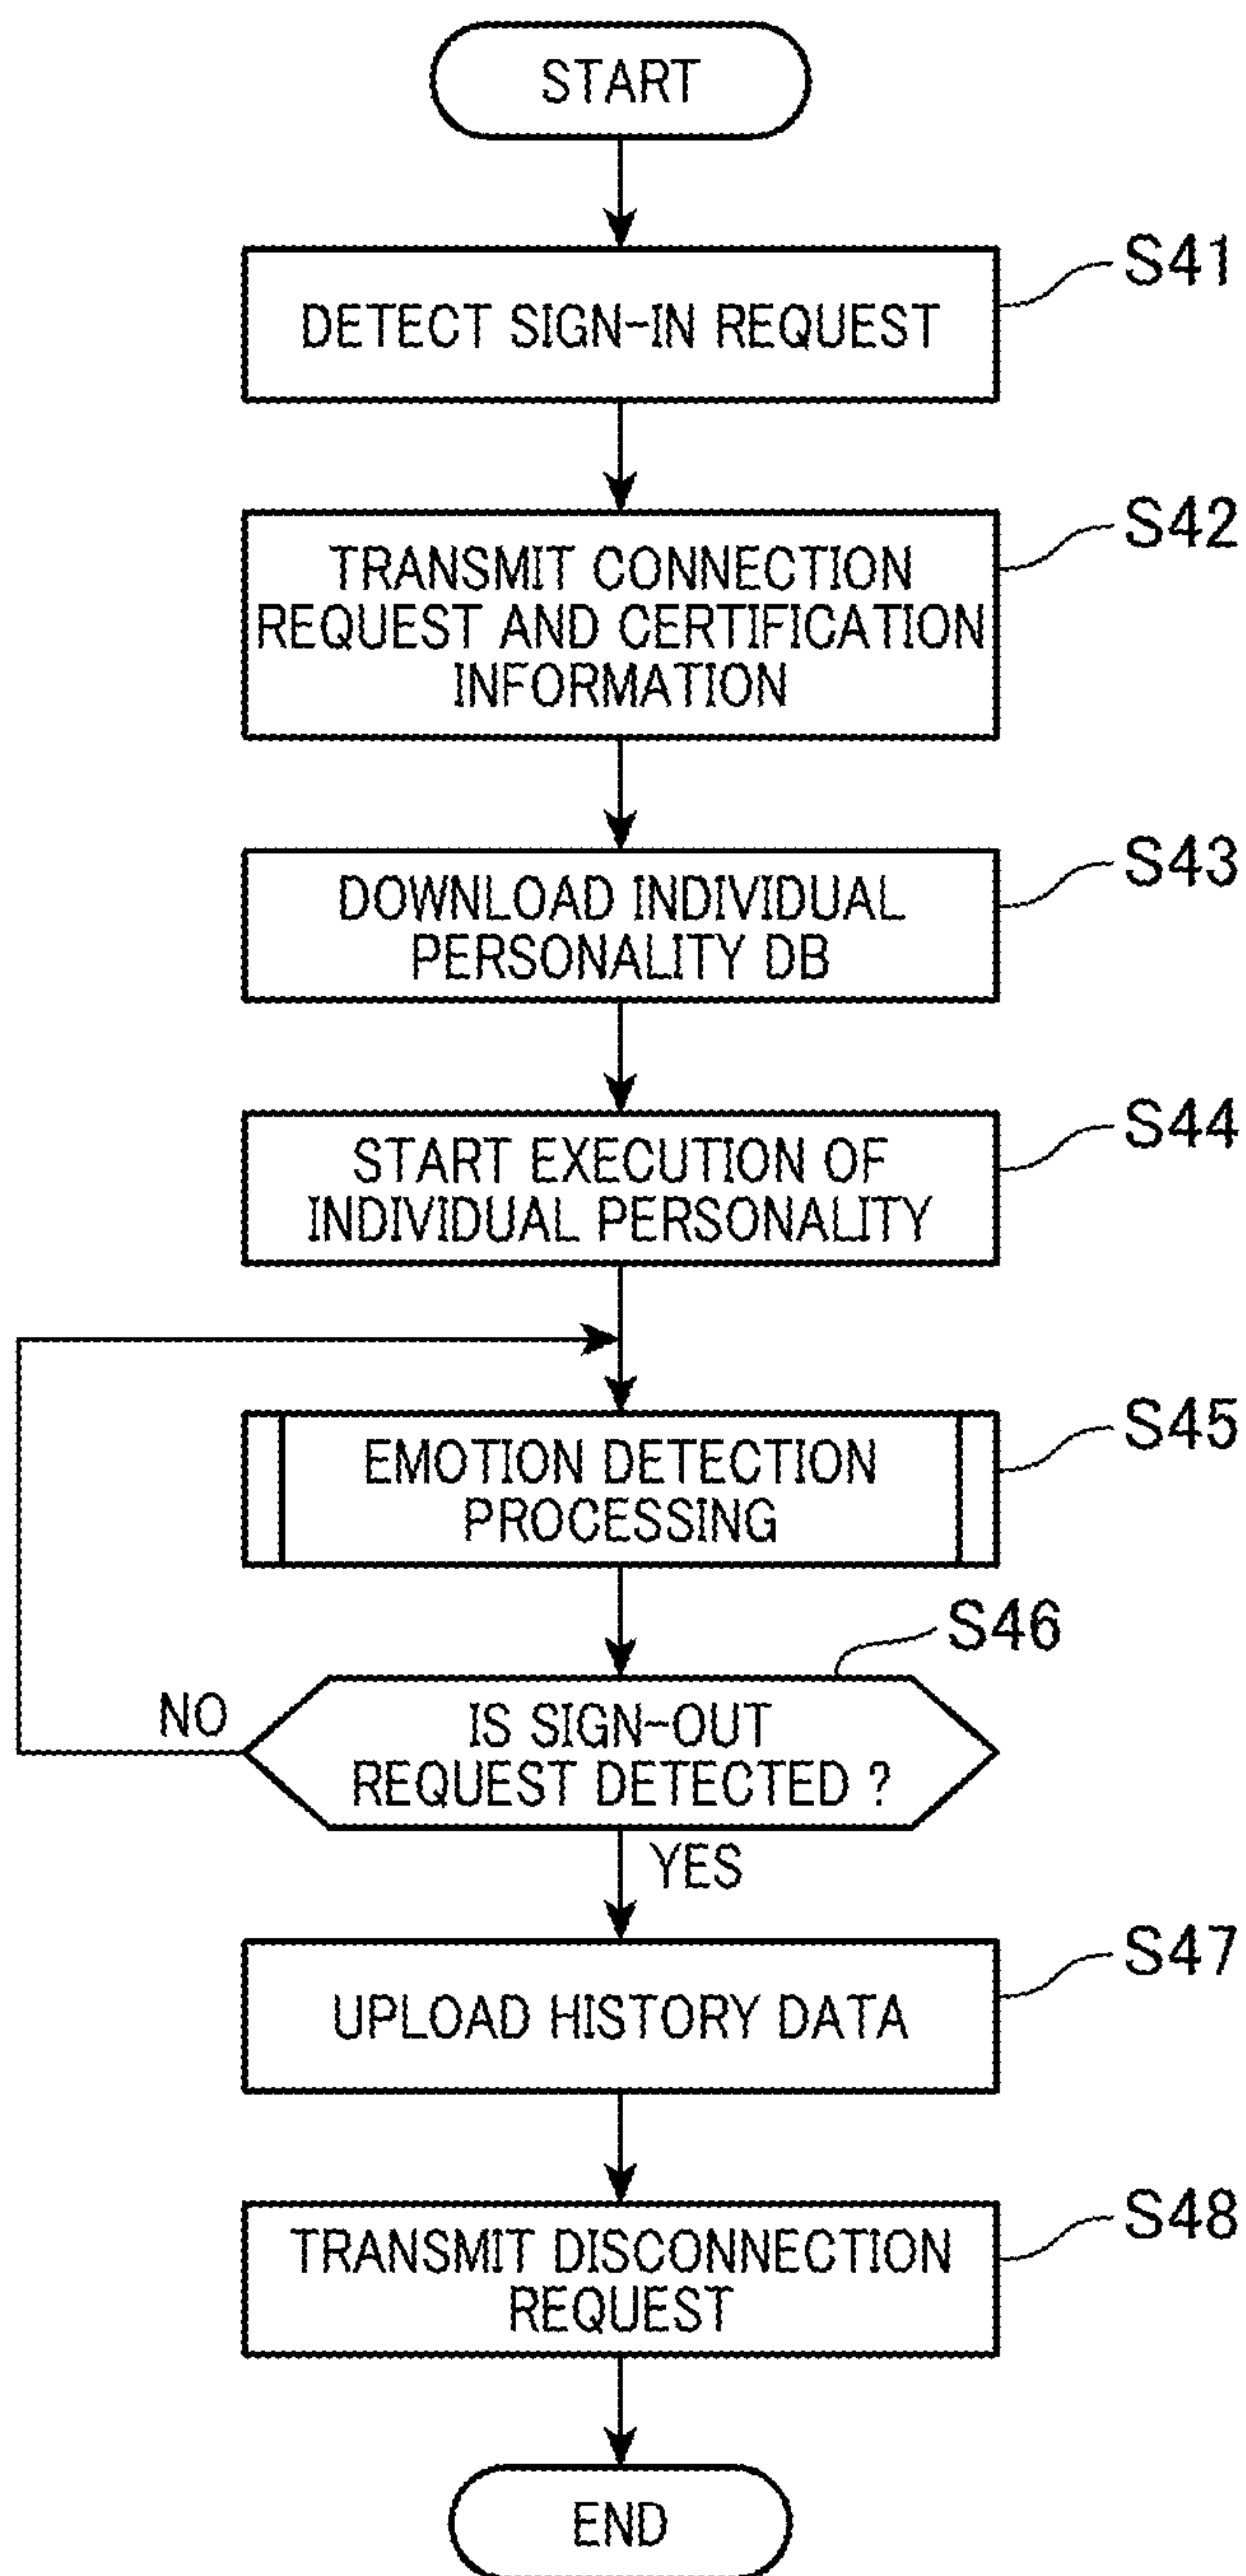 START
S41
DETECT SIGN-IN REQUEST
S42
TRANSMIT CONNECTION
REQUEST AND CERTIFICATION
INFORMATION
S43
DOWNLOAD INDIVIDUAL
PERSONALITY DB
S44
START EXECUTION OF
INDIVIDUAL PERSONALITY
S45
EMOTION DETECTION
PROCESSING
S46
NO
IS SIGN-OUT
REQUEST DETECTED ?
YES
S47
UPLOAD HISTORY DATA
S48
TRANSMIT DISCONNECTION
REQUEST
END